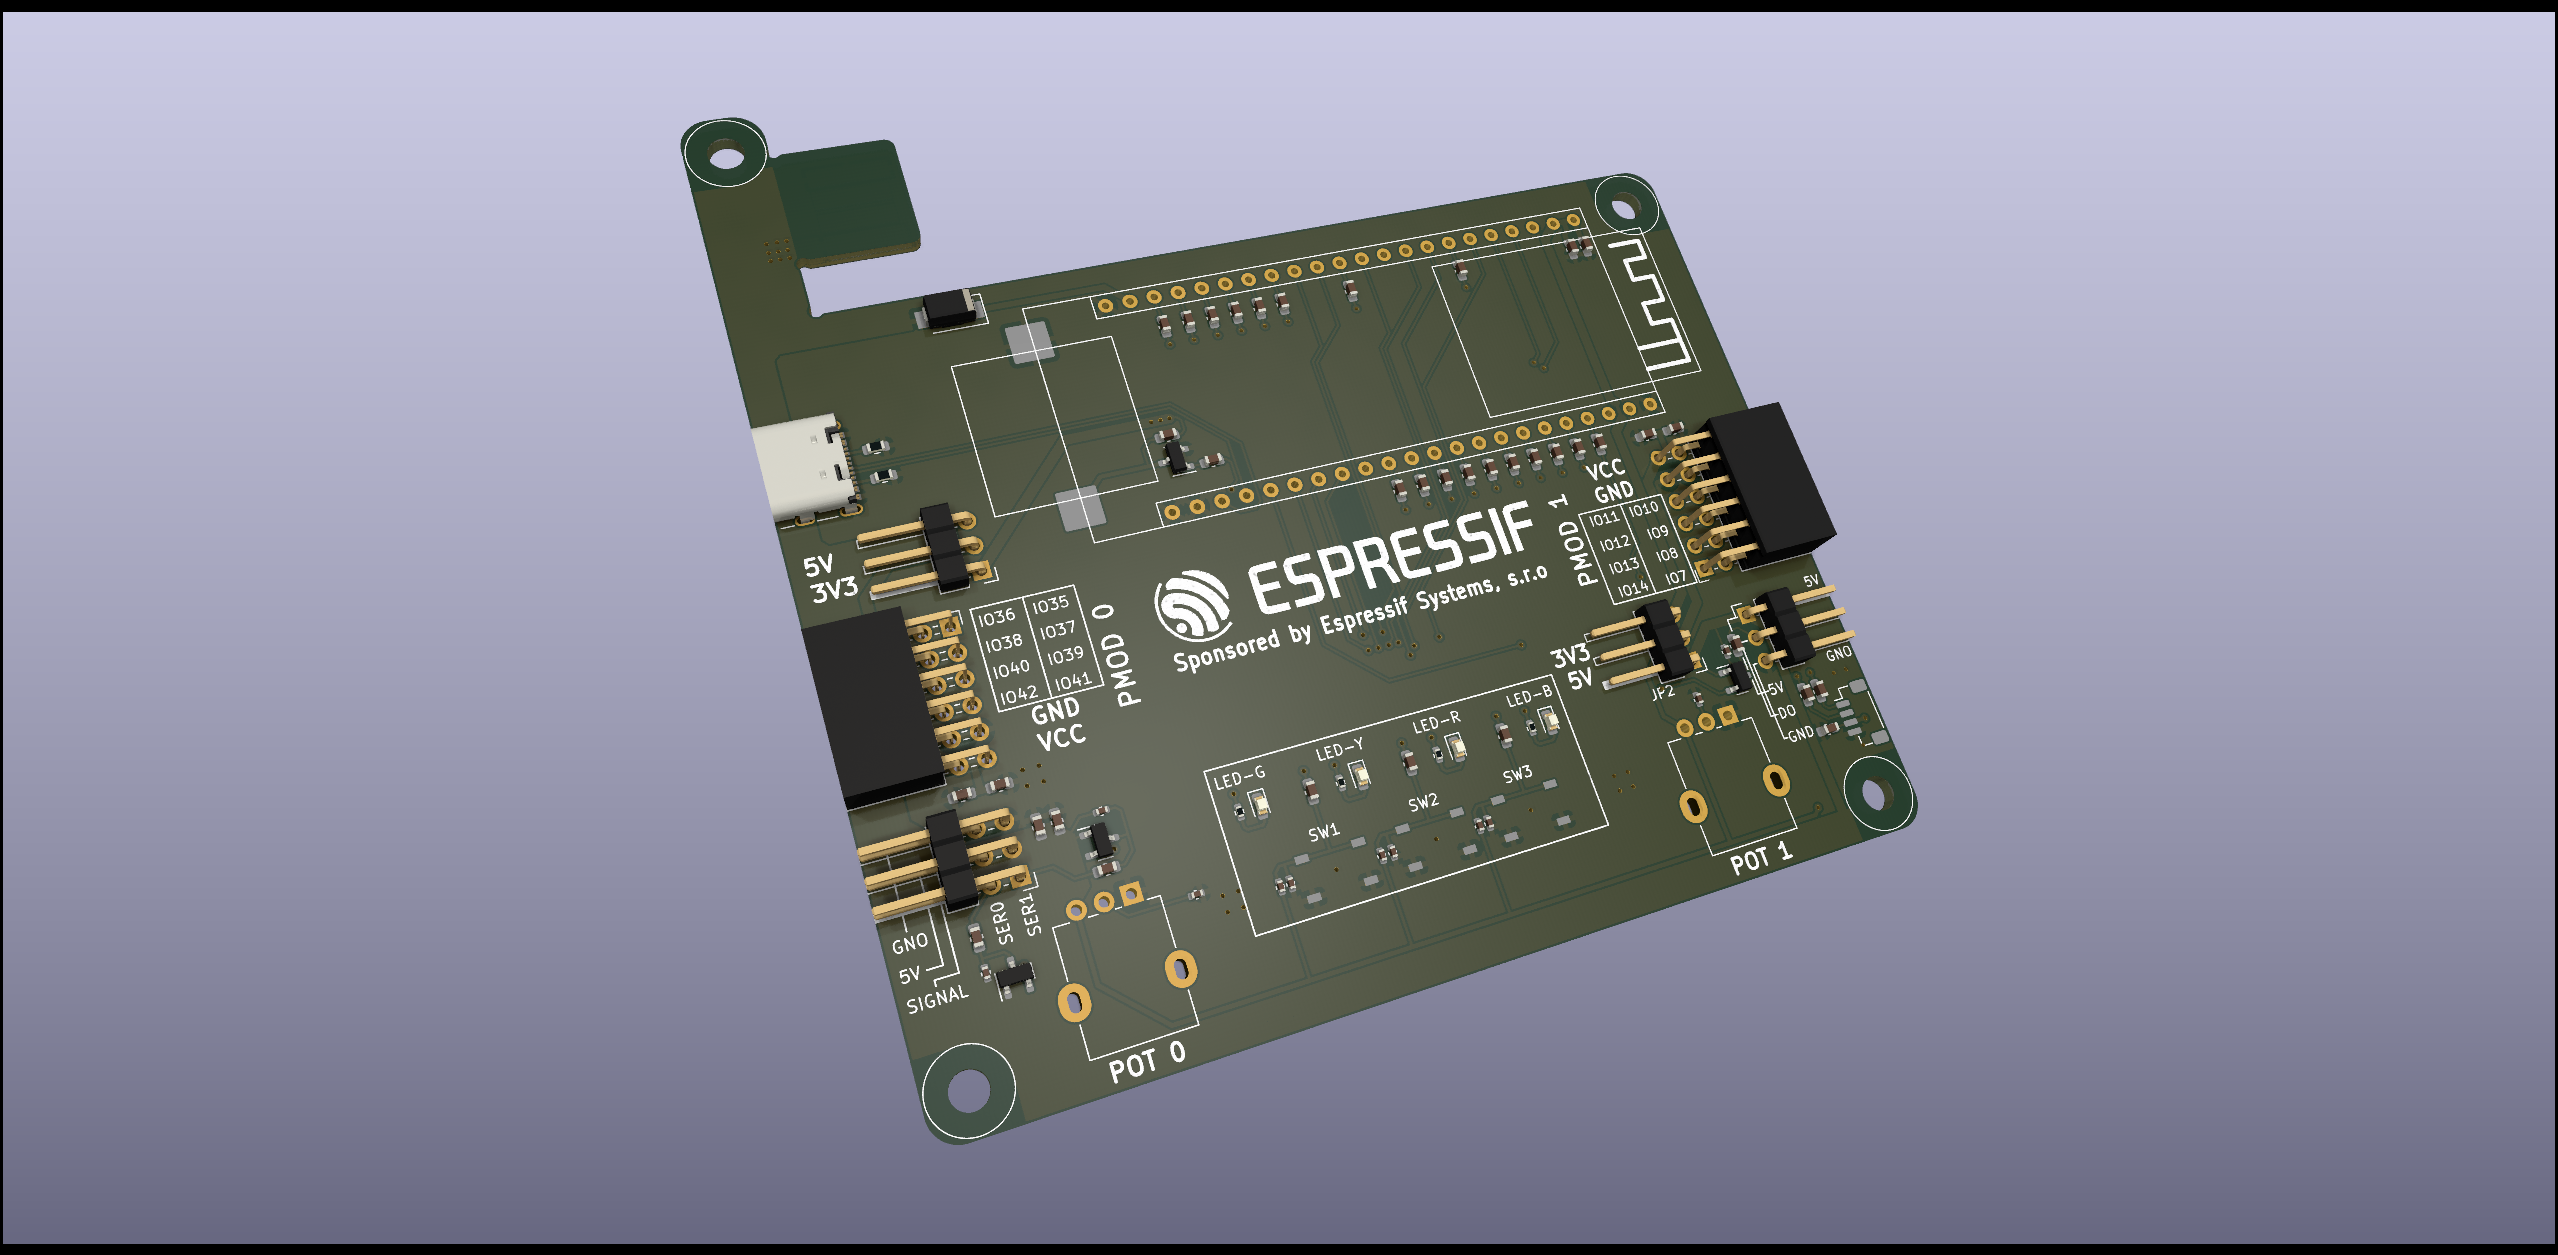 5V
3V3
IO36 IO35
IO38 IO37
IO40 IO39
IO42 IO41
GND
VCC
PMOD 0
ESPRESSIF
Sponsored by Espressif Systems, s.r.o
PMOD 1
VCC
GND
IO11 IO10
IO12 IO9
IO13 IO8
IO14 IO7
3V3
5V
JP2
5V
GND
5V
DO
GND
LED-G
LED-Y
LED-R
LED-B
SW1
SW2
SW3
SER0
SER1
GND
5V
SIGNAL
POT 0
POT 1